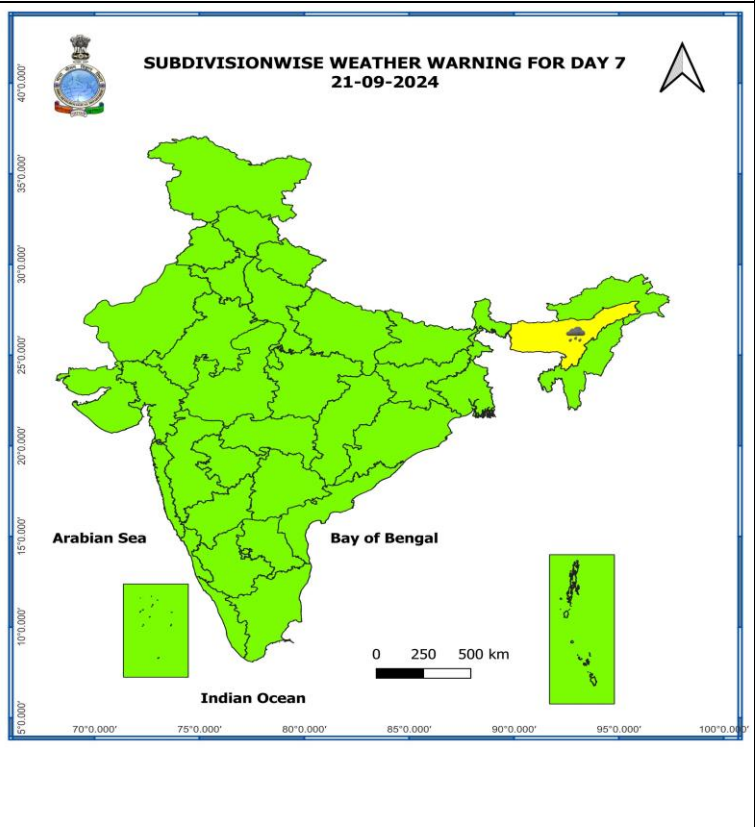 SUBDIVISIONWISE WEATHER WARNING FOR DAY 7
21-09-2024
40°0.000'
35°0.000'
30°0.000'
25°0.000'
20°0.000'
15°0.000'
10°0.000'
5°0.000'
Arabian Sea
Bay of Bengal
0 250 500 km
Indian Ocean
70°0.000' 75°0.000' 80°0.000' 85°0.000' 90°0.000' 95°0.000' 100°0.000'